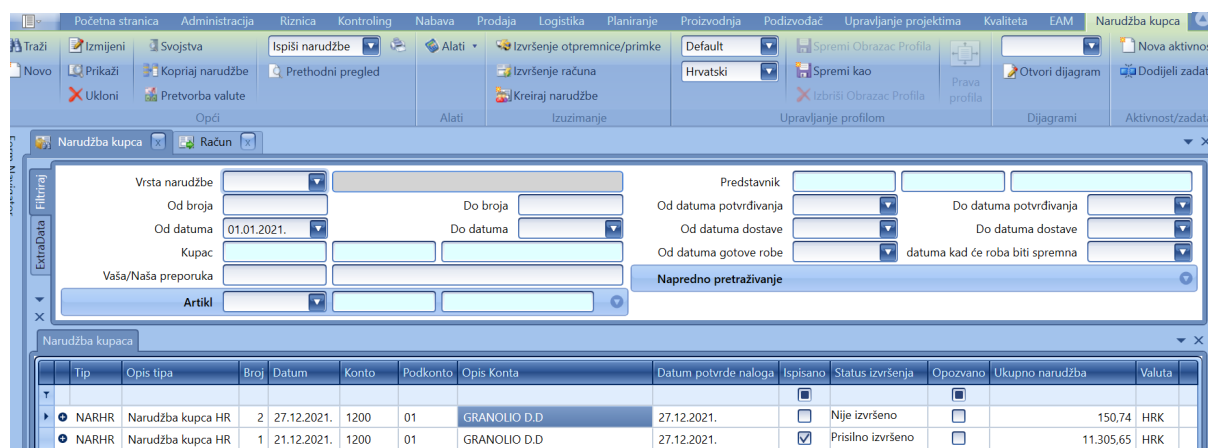 Početna stranica Administracija Riznica Kontroling Nabava Prodaja Logistika Planiranje Proizvodnja Podizvođač Upravljanje projektima Kvaliteta EAM Narudžba kupca
Traži Izmijeni Svojstva Ispiši narudžbe Alati Izvršenje otpremnice/primke Default Spremi Obrazac Profila Nova aktivnos
Novo Prikaži Kopiraj narudžbe Prethodni pregled Izvršenje računa Hrvatski Spremi kao Prava profila Otvori dijagram Dodijeli zadat
Ukloni Pretvorba valute Kreiraj narudžbe Izbriši Obrazac Profila
Opći Alati Izuzimanje Upravljanje profilom Dijagrami Aktivnost/zadata
Narudžba kupca Račun
Filtriraj
ExtraData
Vrsta narudžbe Predstavnik
Od broja Do broja Od datuma potvrđivanja Do datuma potvrđivanja
Od datuma 01.01.2021. Do datuma Od datuma dostave Do datuma dostave
Kupac Od datuma gotove robe datuma kad će roba biti spremna
Vaša/Naša preporuka Napredno pretraživanje
Artikl
Narudžba kupaca
Tip Opis tipa Broj Datum Konto Podkonto Opis Konta Datum potvrde naloga Ispisano Status izvršenja Opozvano Ukupno narudžba Valuta
NARHR Narudžba kupca HR 2 27.12.2021. 1200 01 GRANOLIO D.D 27.12.2021. Nije izvršeno 150,74 HRK
NARHR Narudžba kupca HR 1 21.12.2021. 1200 01 GRANOLIO D.D 27.12.2021. Prisilno izvršeno 11.305,65 HRK